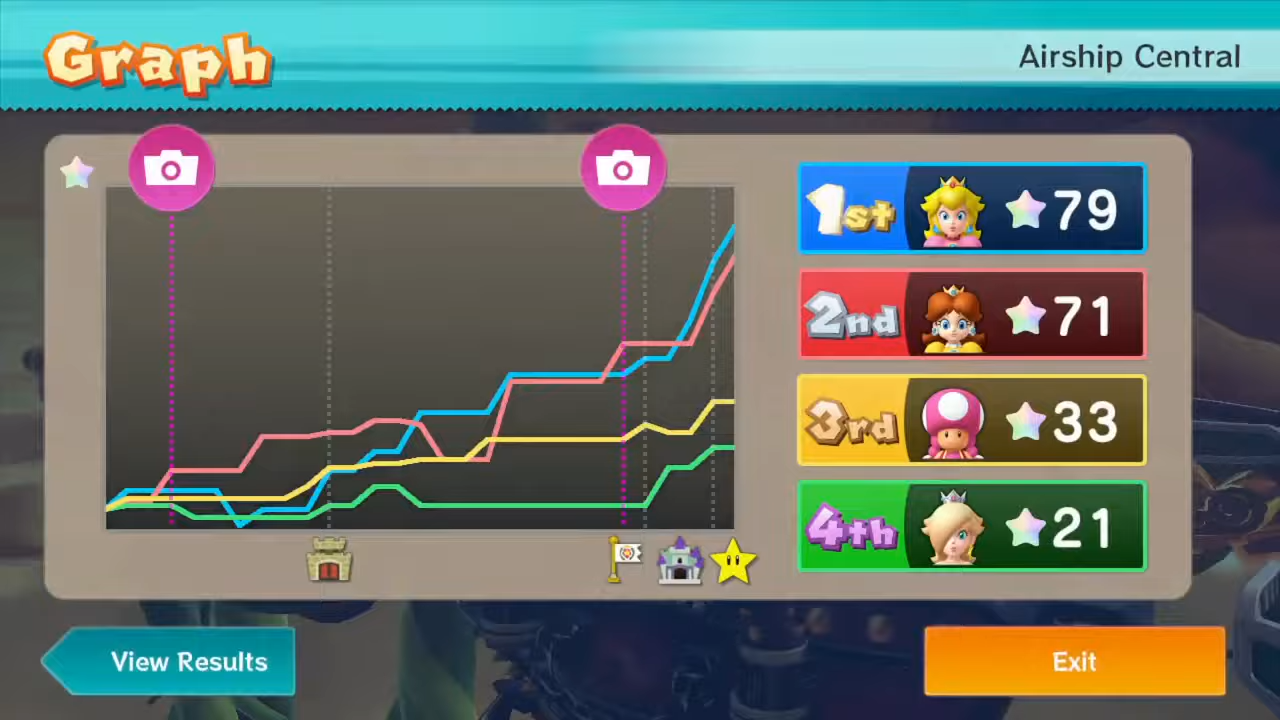 Graph
Airship Central
1st 79
2nd 71
3rd 33
4th 21
View Results
Exit